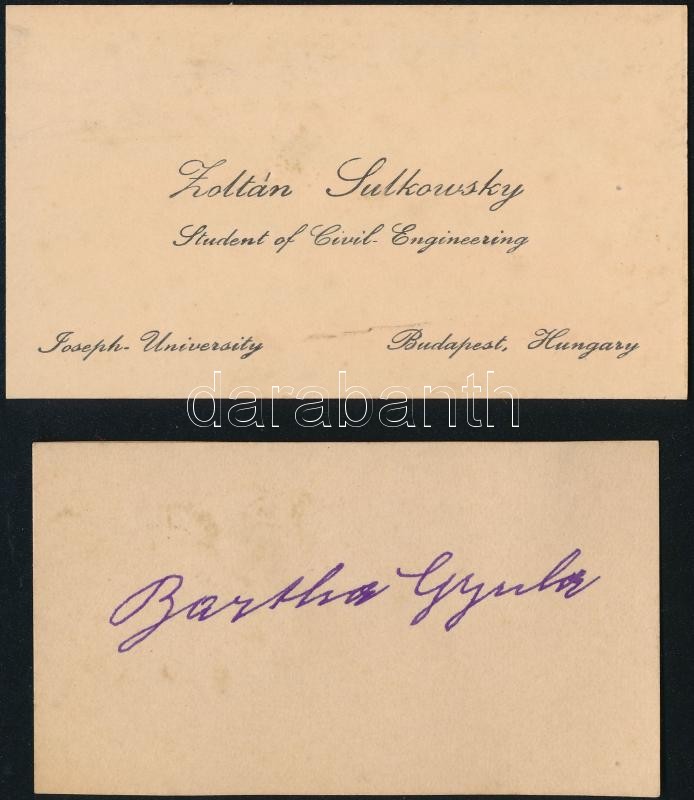 Zoltán Sulkowsky
Student of Civil-Engineering
Joseph-University Budapest, Hungary
darabanth
Bartha Gyula